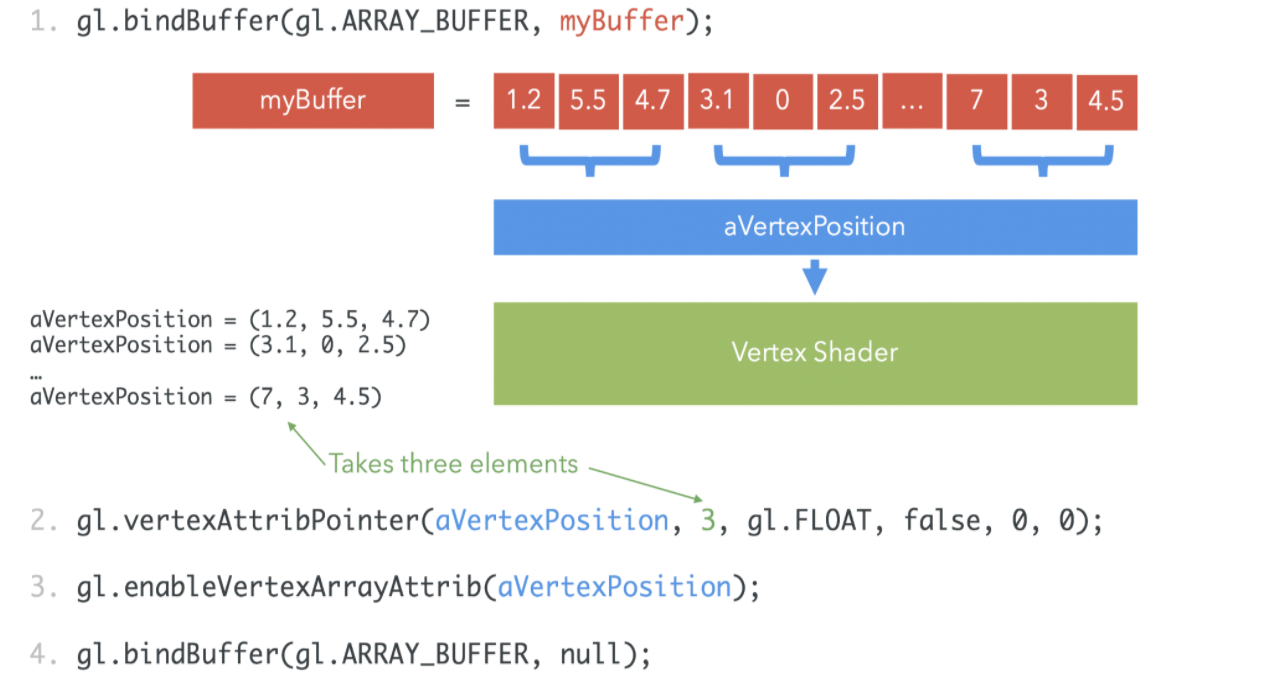 1. gl.bindBuffer(gl.ARRAY_BUFFER, myBuffer);
myBuffer = 1.2 5.5 4.7 3.1 0 2.5 ... 7 3 4.5
aVertexPosition
aVertexPosition = (1.2, 5.5, 4.7)
aVertexPosition = (3.1, 0, 2.5)
…
aVertexPosition = (7, 3, 4.5)
Vertex Shader
Takes three elements
2. gl.vertexAttribPointer(aVertexPosition, 3, gl.FLOAT, false, 0, 0);
3. gl.enableVertexArrayAttrib(aVertexPosition);
4. gl.bindBuffer(gl.ARRAY_BUFFER, null);